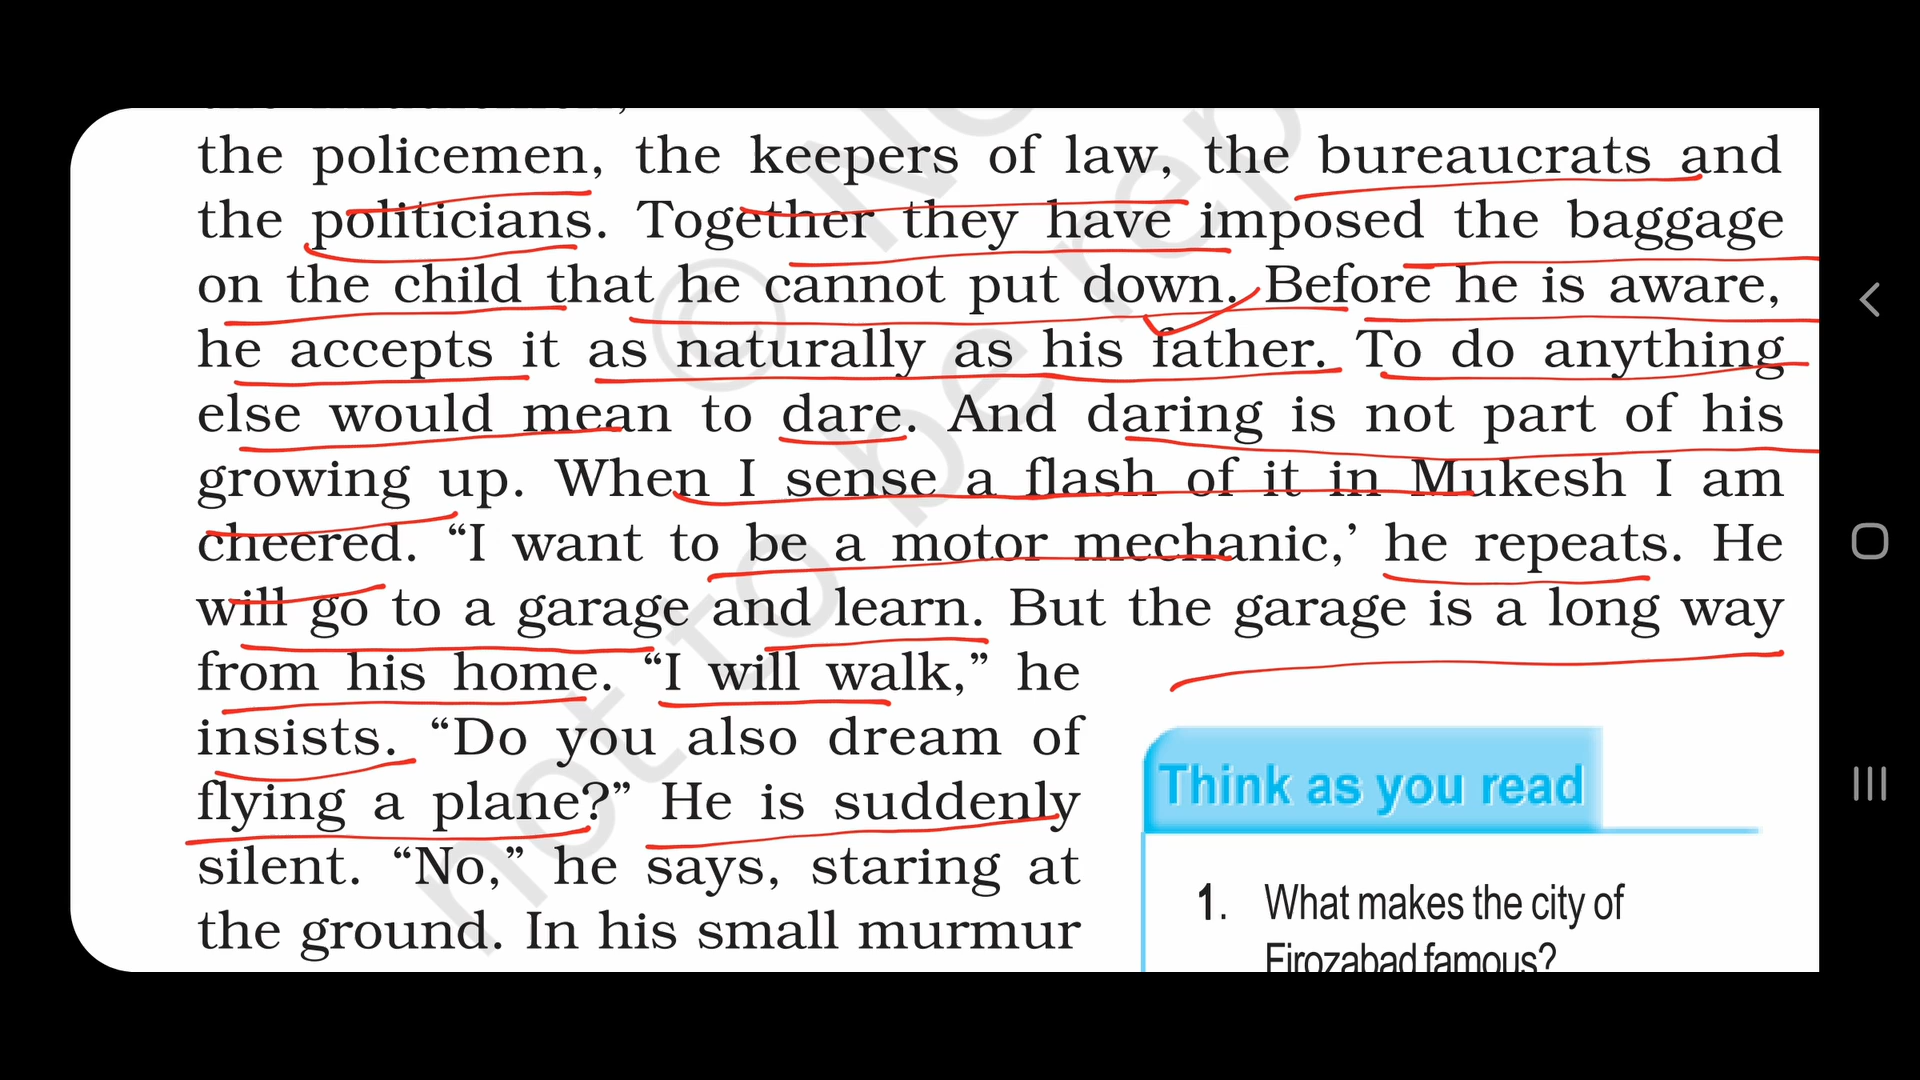 the policemen, the keepers of law, the bureaucrats and
the politicians. Together they have imposed the baggage
on the child that he cannot put down. Before he is aware,
he accepts it as naturally as his father. To do anything
else would mean to dare. And daring is not part of his
growing up. When I sense a flash of it in Mukesh I am
cheered. “I want to be a motor mechanic,’ he repeats. He
will go to a garage and learn. But the garage is a long way
from his home. “I will walk,” he
insists. “Do you also dream of
flying a plane?” He is suddenly
silent. “No,” he says, staring at
the ground. In his small murmur
Think as you read
1. What makes the city of
Firozabad famous?
© No
not to be rep